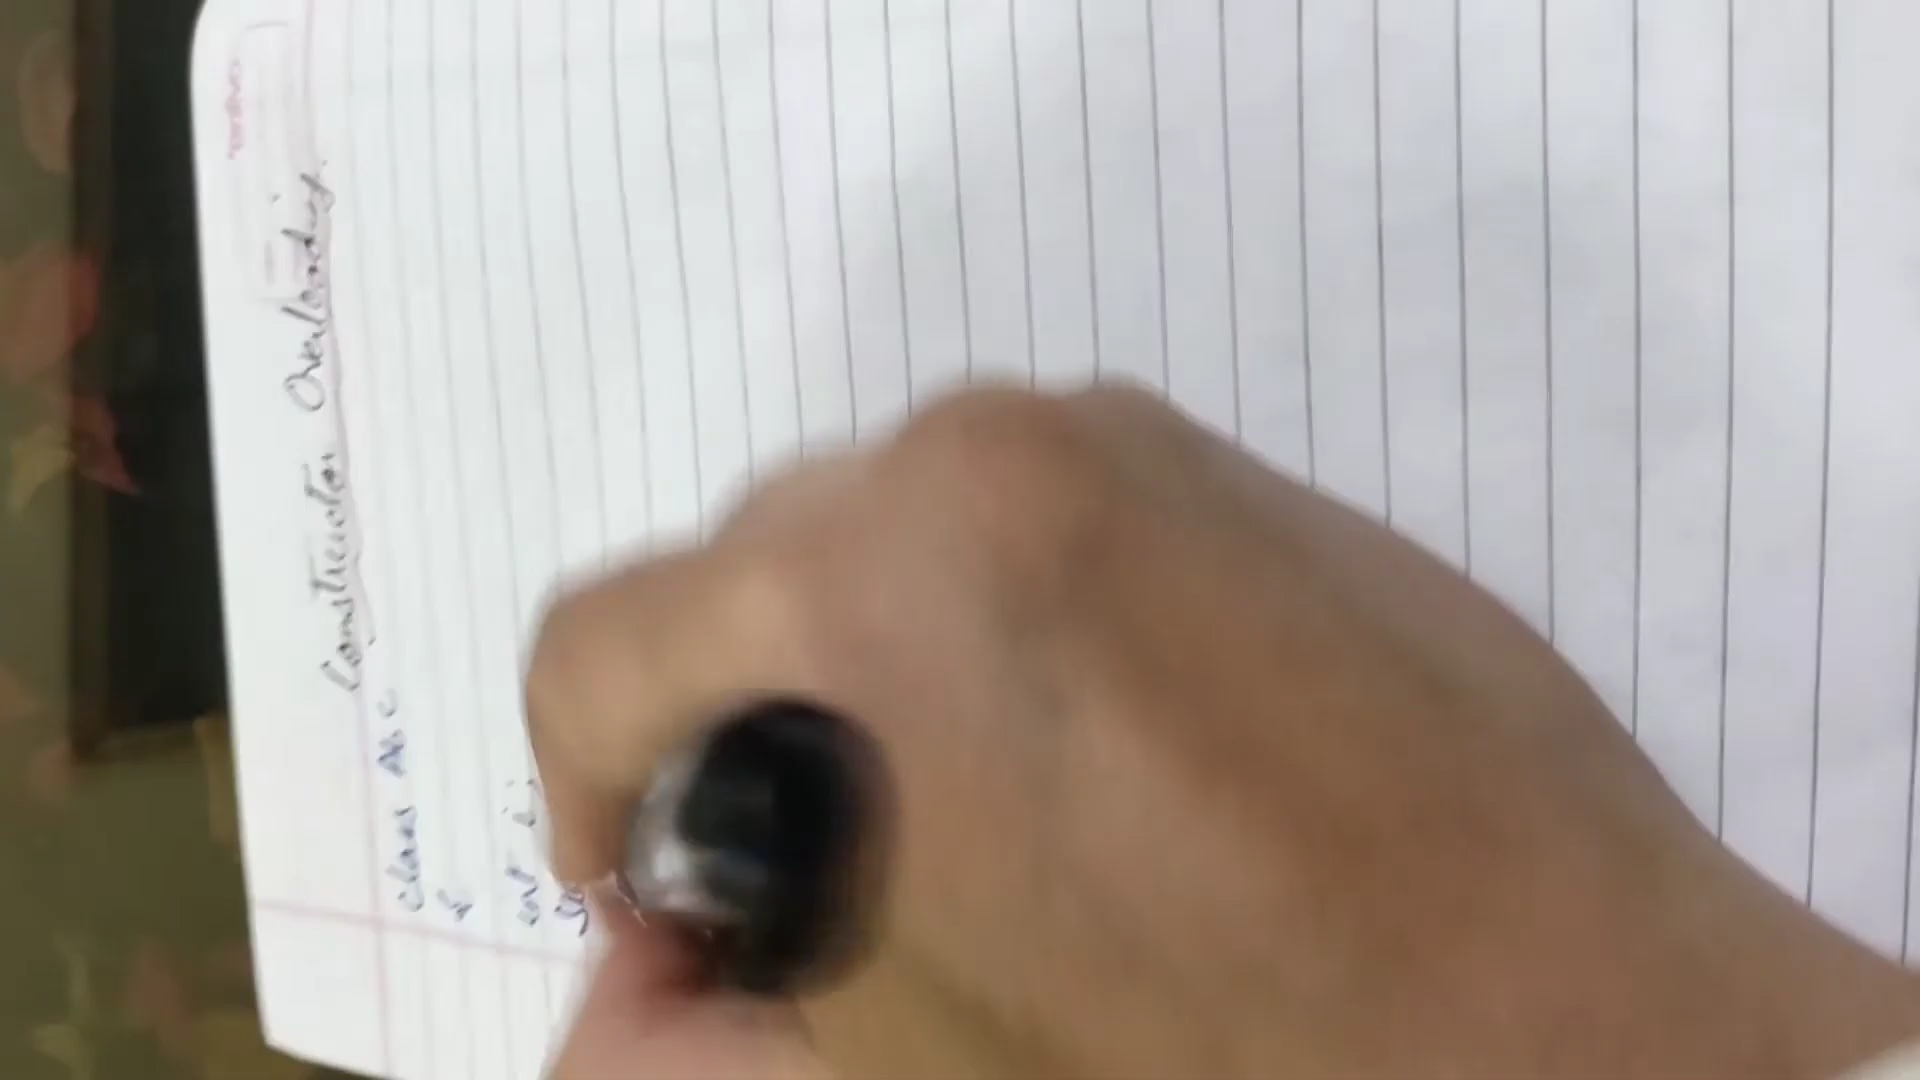 Constructor Overloading.
class Abc
{
int i;